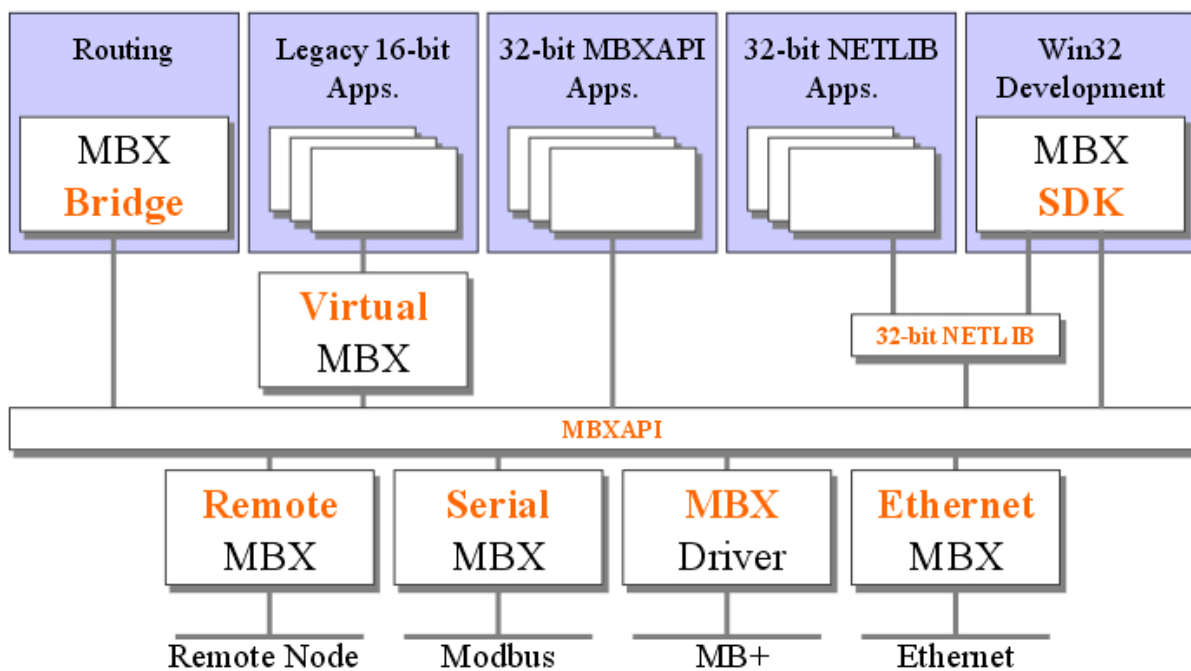 Routing
Legacy 16-bit
Apps.
32-bit MBXAPI
Apps.
32-bit NETLIB
Apps.
Win32
Development
MBX
Bridge
MBX
SDK
Virtual
MBX
32-bit NETLIB
MBXAPI
Remote
MBX
Serial
MBX
MBX
Driver
Ethernet
MBX
Remote Node
Modbus
MB+
Ethernet